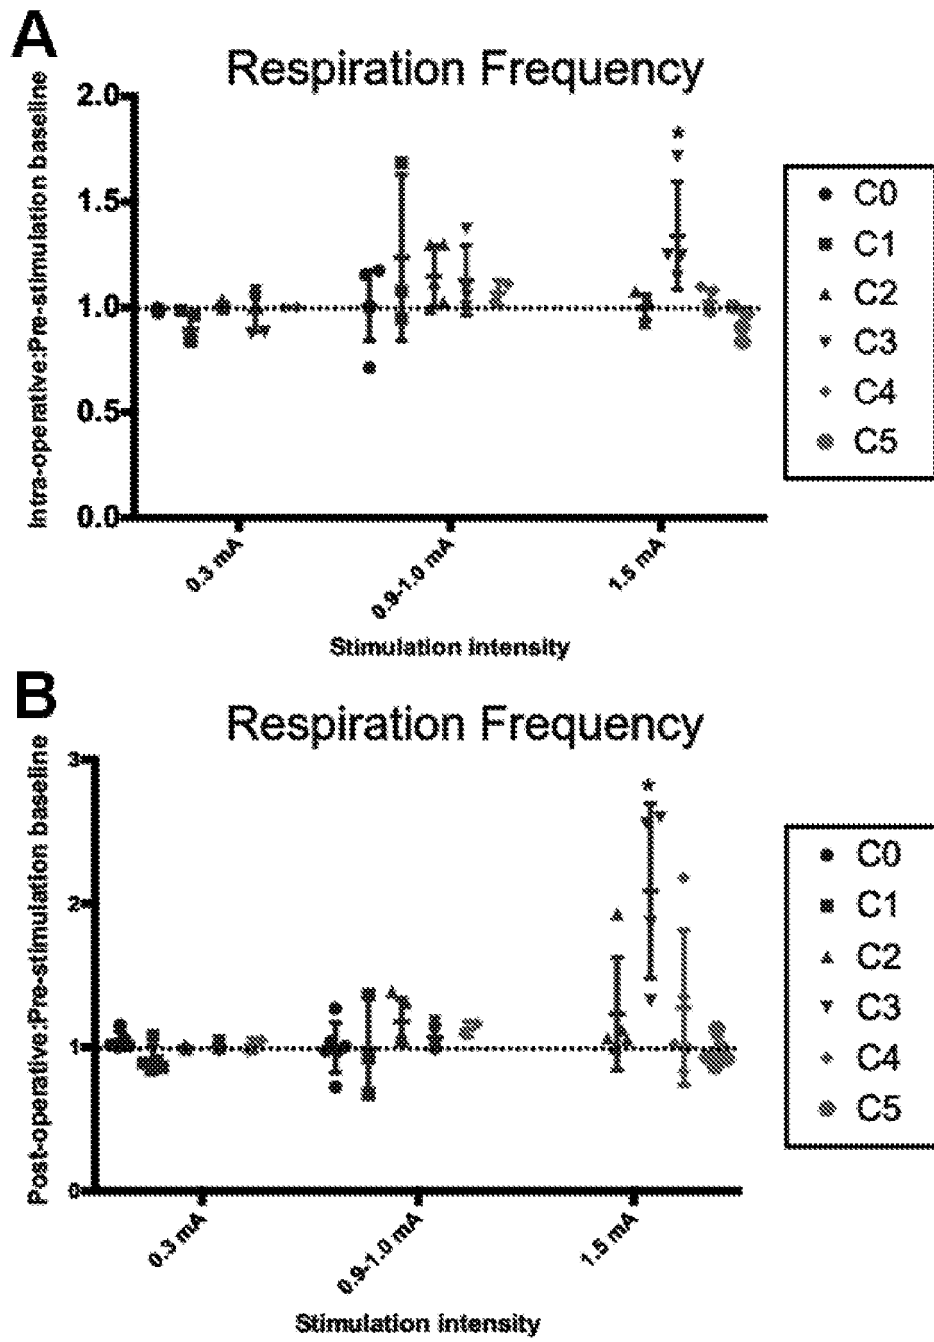 A
Respiration Frequency
Intra-operative:Pre-stimulation baseline
2.0
1.5
1.0
0.5
0.0
*
0.3 mA
0.9-1.0 mA
1.5 mA
Stimulation intensity
C0
C1
C2
C3
C4
C5
B
Respiration Frequency
Post-operative:Pre-stimulation baseline
3
2
1
0
*
0.3 mA
0.9-1.0 mA
1.5 mA
Stimulation intensity
C0
C1
C2
C3
C4
C5